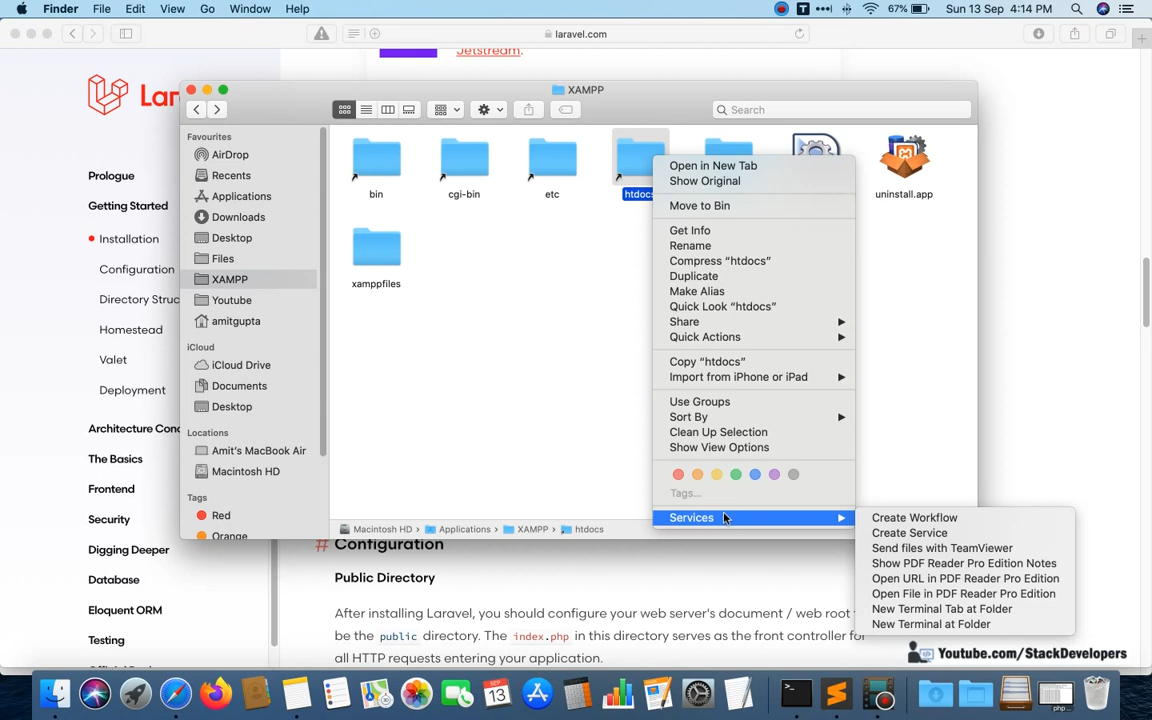 Finder File Edit View Go Window Help
67% Sun 13 Sep 4:14 PM
laravel.com
Jetstream.
Lar
XAMPP
Search
Favourites
AirDrop
Recents
Applications
Downloads
Desktop
Files
XAMPP
Youtube
amitgupta
iCloud
iCloud Drive
Documents
Desktop
Locations
Amit's MacBook Air
Macintosh HD
Tags
Red
Orange
Prologue
Getting Started
Installation
Configuration
Directory Struc
Homestead
Valet
Deployment
Architecture Conc
The Basics
Frontend
Security
Digging Deeper
Database
Eloquent ORM
Testing
bin
cgi-bin
etc
htdocs
uninstall.app
xamppfiles
Open in New Tab
Show Original
Move to Bin
Get Info
Rename
Compress “htdocs”
Duplicate
Make Alias
Quick Look “htdocs”
Share
Quick Actions
Copy “htdocs”
Import from iPhone or iPad
Use Groups
Sort By
Clean Up Selection
Show View Options
Tags...
Services
Create Workflow
Create Service
Send files with TeamViewer
Show PDF Reader Pro Edition Notes
Open URL in PDF Reader Pro Edition
Open File in PDF Reader Pro Edition
New Terminal Tab at Folder
New Terminal at Folder
Macintosh HD Applications XAMPP htdocs
# Configuration
Public Directory
After installing Laravel, you should configure your web server's document / web root
be the public directory. The index.php in this directory serves as the front controller for
all HTTP requests entering your application.
Youtube.com/StackDevelopers
SEP
13
php